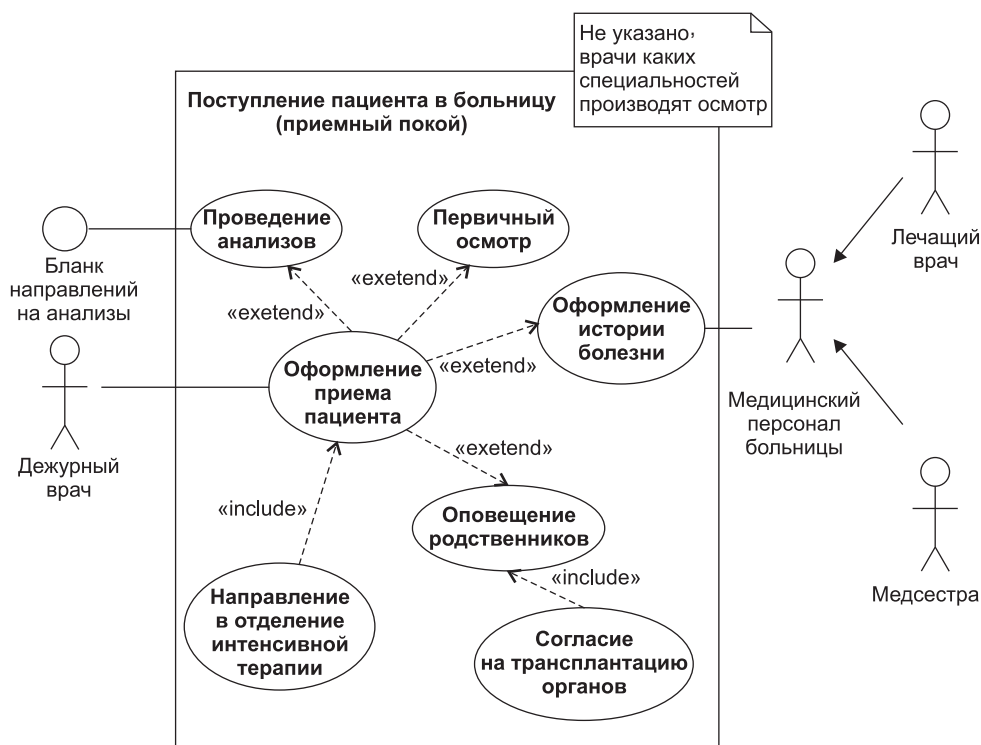 Не указано,
врачи каких
специальностей
производят осмотр
Поступление пациента в больницу
(приемный покой)
Проведение
анализов
Первичный
осмотр
Лечащий
врач
Бланк
направлений
на анализы
«exetend»
«exetend»
Оформление
истории
болезни
«exetend»
Оформление
приема
пациента
Медицинский
персонал
больницы
Дежурный
врач
«exetend»
«include»
Оповещение
родственников
«include»
Медсестра
Направление
в отделение
интенсивной
терапии
Согласие
на трансплантацию
органов